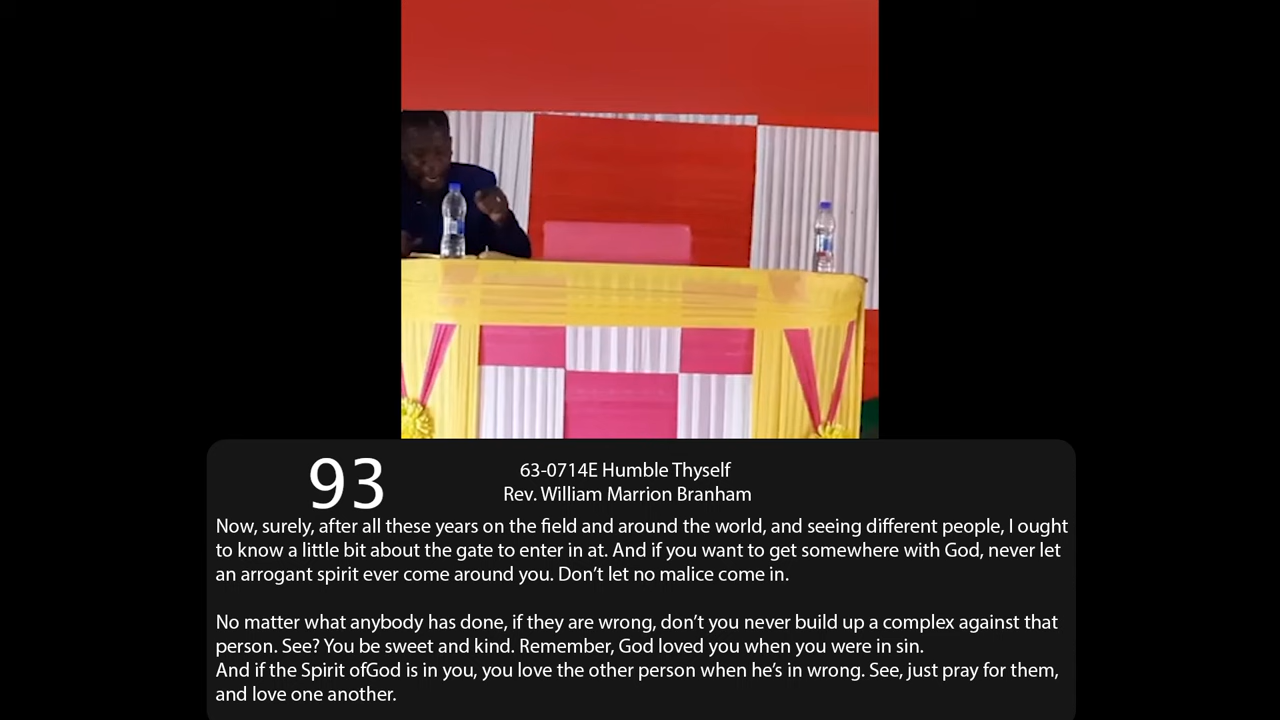 93
63-0714E Humble Thyself
Rev. William Marrion Branham
Now, surely, after all these years on the field and around the world, and seeing different people, I ought
to know a little bit about the gate to enter in at. And if you want to get somewhere with God, never let
an arrogant spirit ever come around you. Don’t let no malice come in.
No matter what anybody has done, if they are wrong, don’t you never build up a complex against that
person. See? You be sweet and kind. Remember, God loved you when you were in sin.
And if the Spirit ofGod is in you, you love the other person when he’s in wrong. See, just pray for them,
and love one another.